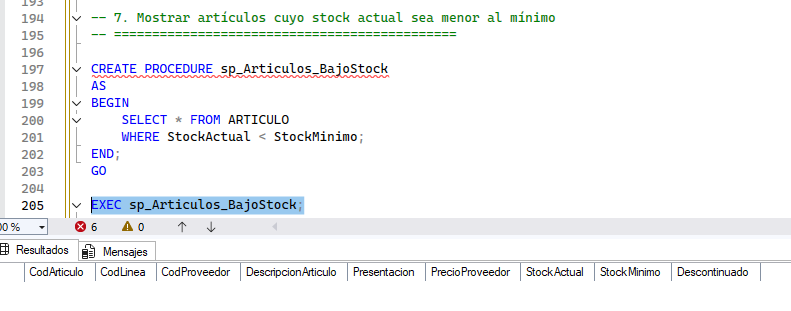 193
194 -- 7. Mostrar artículos cuyo stock actual sea menor al mínimo
195 -- =============================================
196
197 CREATE PROCEDURE sp_Articulos_BajoStock
198 AS
199 BEGIN
200 SELECT * FROM ARTICULO
201 WHERE StockActual < StockMinimo;
202 END;
203 GO
204
205 EXEC sp_Articulos_BajoStock;
00 % 6 0
Resultados Mensajes
CodArticulo CodLinea CodProveedor DescripcionArticulo Presentacion PrecioProveedor StockActual StockMinimo Descontinuado